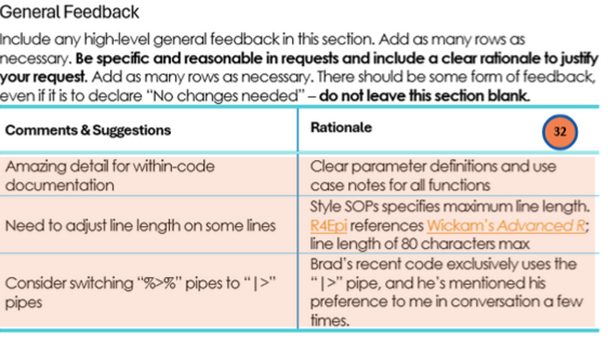 General Feedback
Include any high-level general feedback in this section. Add as many rows as
necessary. Be specific and reasonable in requests and include a clear rationale to justify
your request. Add as many rows as necessary. There should be some form of feedback,
even if it is to declare “No changes needed” – do not leave this section blank.
Comments & Suggestions
Rationale
32
Amazing detail for within-code
documentation
Clear parameter definitions and use
case notes for all functions
Need to adjust line length on some lines
Style SOPs specifies maximum line length.
R4Epi references Wickam's Advanced R;
line length of 80 characters max
Consider switching “%>%” pipes to “|>”
pipes
Brad's recent code exclusively uses the
“|>” pipe, and he's mentioned his
preference to me in conversation a few
times.